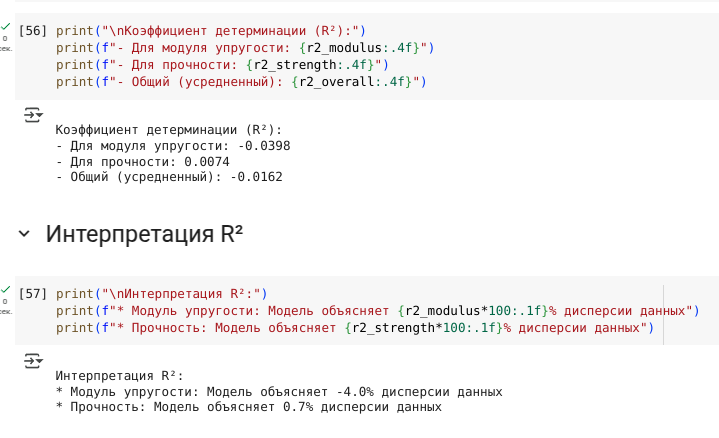 [56] print("\nКоэффициент детерминации (R²):")
print(f"- Для модуля упругости: {r2_modulus:.4f}")
print(f"- Для прочности: {r2_strength:.4f}")
print(f"- Общий (усредненный): {r2_overall:.4f}")
0
сек.
Коэффициент детерминации (R²):
- Для модуля упругости: -0.0398
- Для прочности: 0.0074
- Общий (усредненный): -0.0162
Интерпретация R²
[57] print("\nИнтерпретация R²:")
print(f"* Модуль упругости: Модель объясняет {r2_modulus*100:.1f}% дисперсии данных")
print(f"* Прочность: Модель объясняет {r2_strength*100:.1f}% дисперсии данных")
0
сек.
Интерпретация R²:
* Модуль упругости: Модель объясняет -4.0% дисперсии данных
* Прочность: Модель объясняет 0.7% дисперсии данных